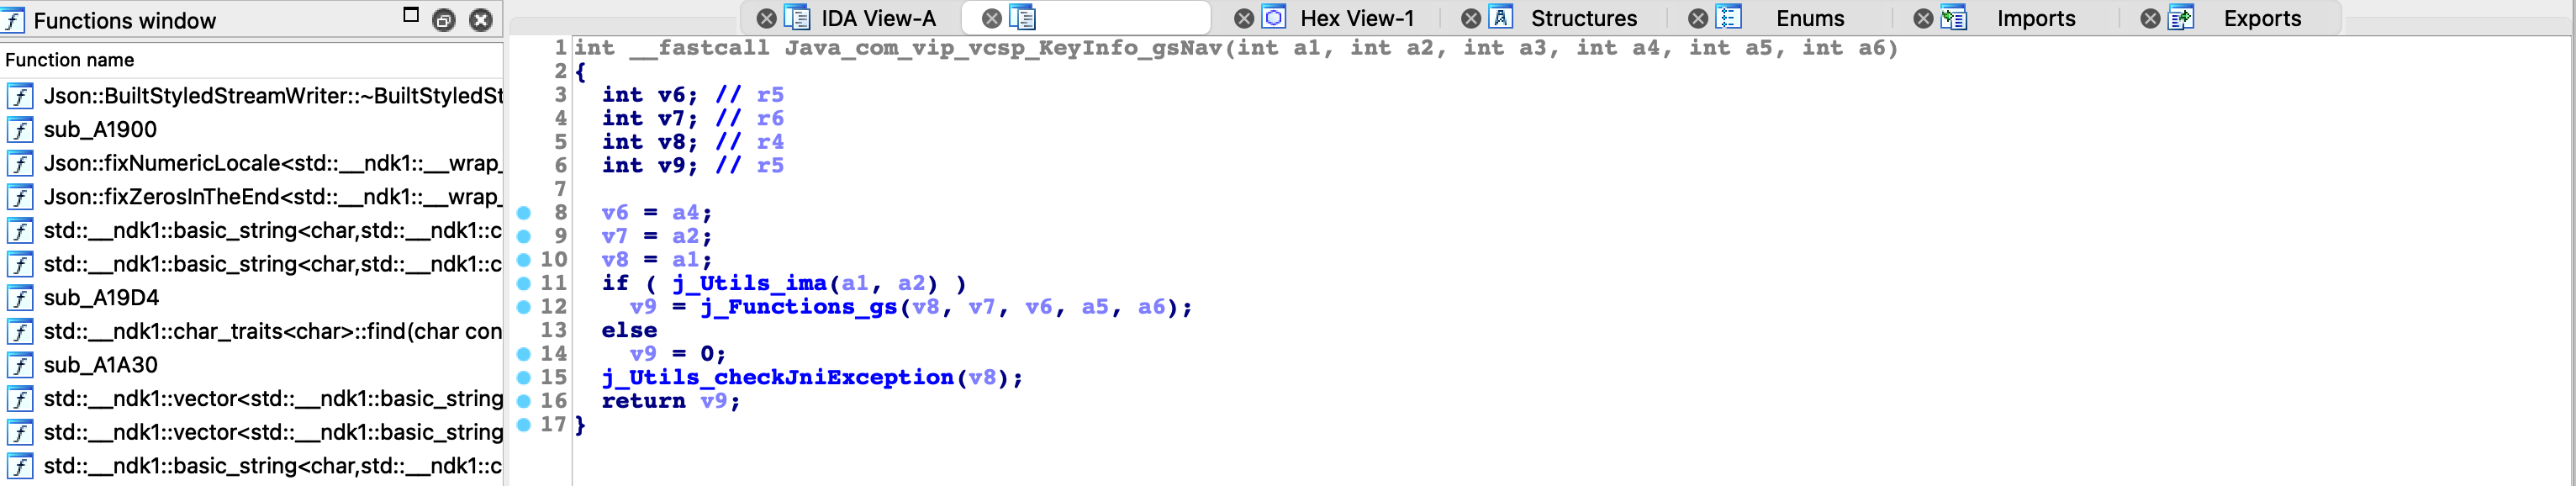 Functions window
IDA View-A
Hex View-1
Structures
Enums
Imports
Exports
Function name
Json::BuiltStyledStreamWriter::~BuiltStyledSt
sub_A1900
Json::fixNumericLocale<std::__ndk1::__wrap_
Json::fixZerosInTheEnd<std::__ndk1::__wrap_
std::__ndk1::basic_string<char,std::__ndk1::c
std::__ndk1::basic_string<char,std::__ndk1::c
sub_A19D4
std::__ndk1::char_traits<char>::find(char con
sub_A1A30
std::__ndk1::vector<std::__ndk1::basic_string
std::__ndk1::vector<std::__ndk1::basic_string
std::__ndk1::basic_string<char,std::__ndk1::c
1 int __fastcall Java_com_vip_vcsp_KeyInfo_gsNav(int a1, int a2, int a3, int a4, int a5, int a6)
2 {
3   int v6; // r5
4   int v7; // r6
5   int v8; // r4
6   int v9; // r5
7
8   v6 = a4;
9   v7 = a2;
10   v8 = a1;
11   if ( j_Utils_ima(a1, a2) )
12     v9 = j_Functions_gs(v8, v7, v6, a5, a6);
13   else
14     v9 = 0;
15   j_Utils_checkJniException(v8);
16   return v9;
17 }